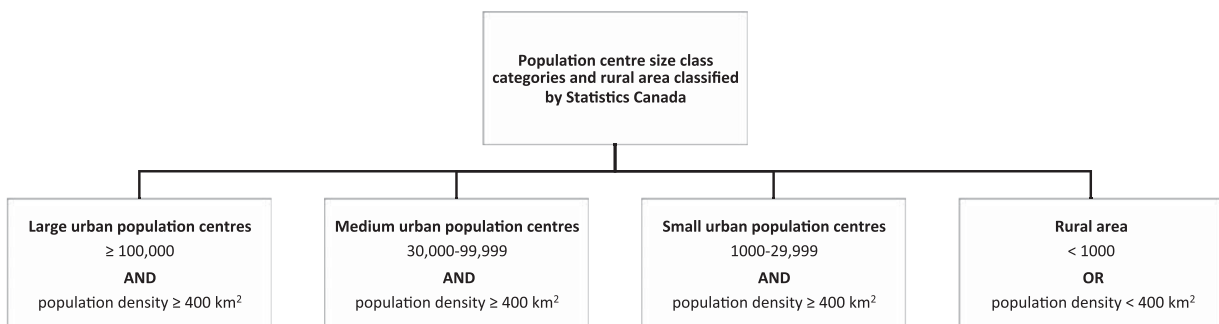 Population centre size class
categories and rural area classified
by Statistics Canada
Large urban population centres
≥ 100,000
AND
population density ≥ 400 km²
Medium urban population centres
30,000-99,999
AND
population density ≥ 400 km²
Small urban population centres
1000-29,999
AND
population density ≥ 400 km²
Rural area
< 1000
OR
population density < 400 km²